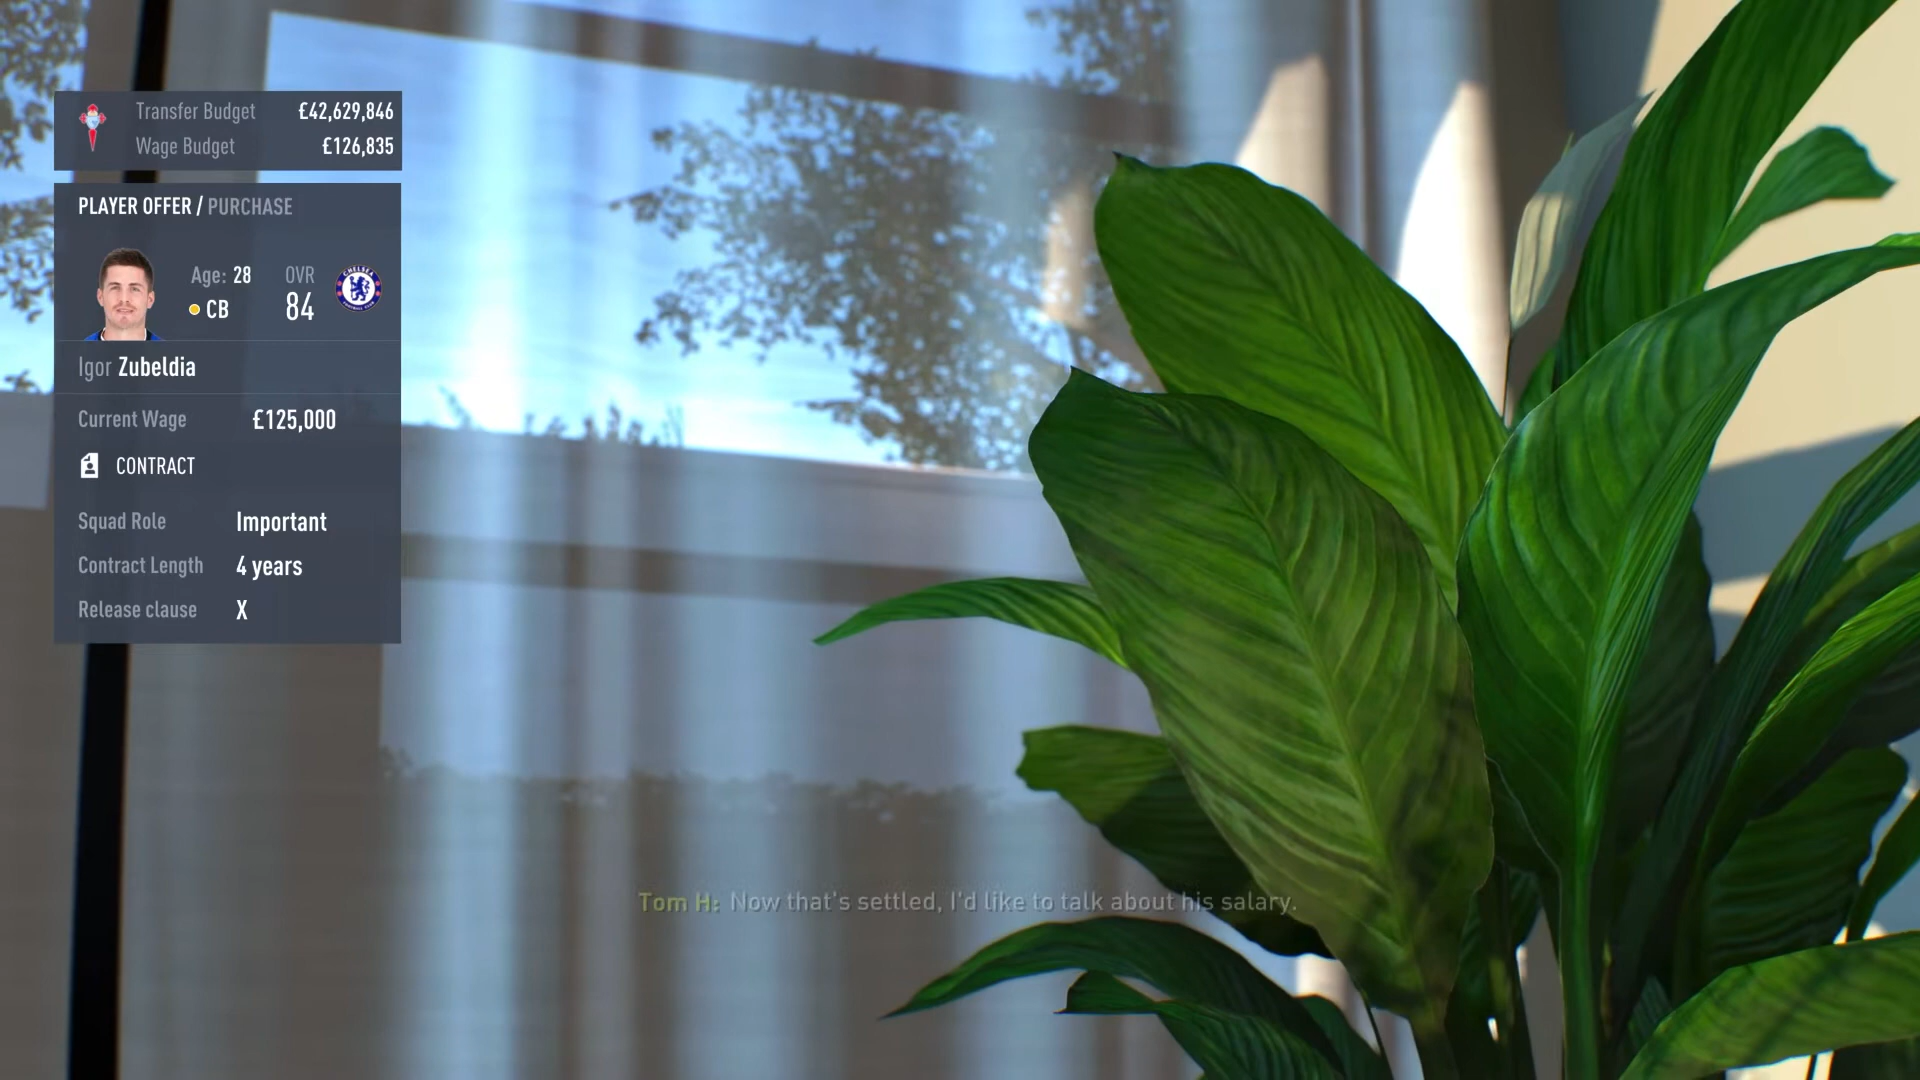 Transfer Budget £42,629,846
Wage Budget £126,835
PLAYER OFFER / PURCHASE
Age: 28 OVR
CB 84
CHELSEA
Igor Zubeldia
Current Wage £125,000
CONTRACT
Squad Role Important
Contract Length 4 years
Release clause X
Tom H: Now that's settled, I'd like to talk about his salary.